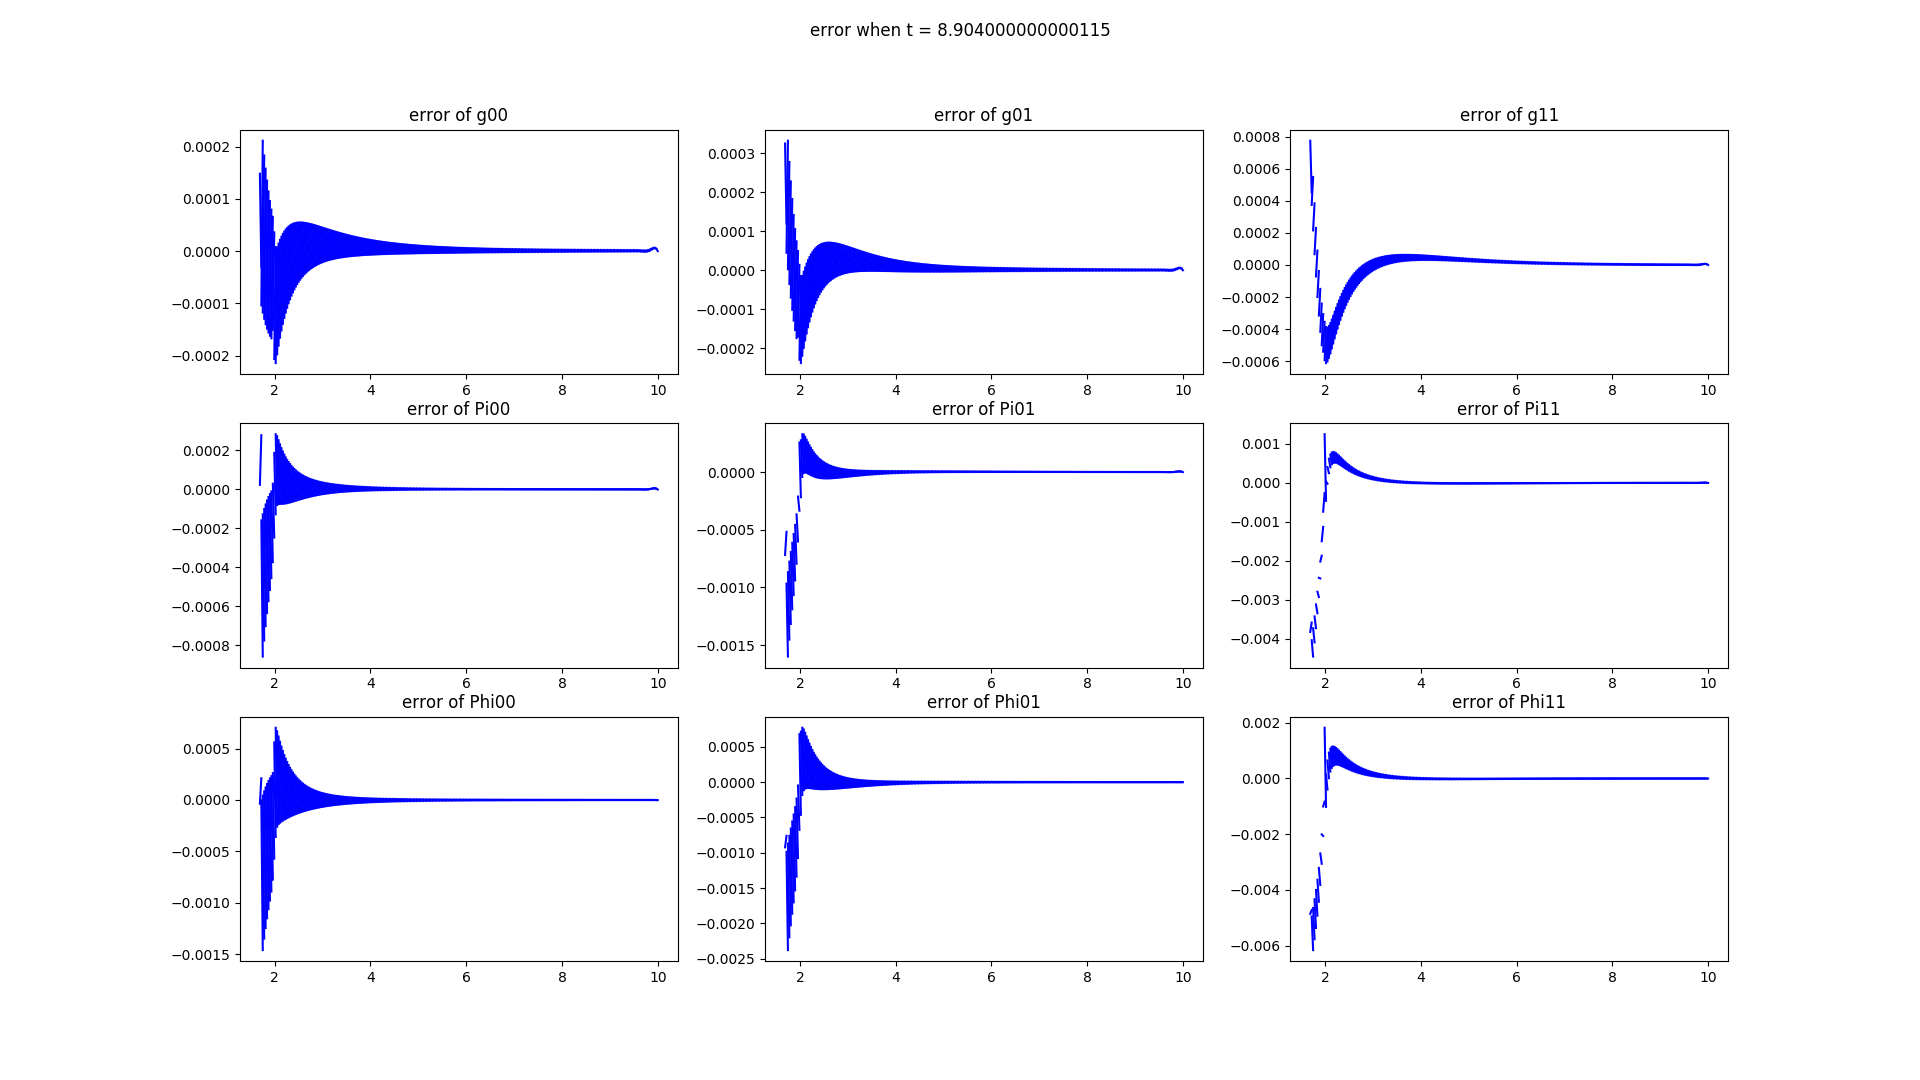 error when t = 8.904000000000115
error of g00
error of g01
error of g11
0.0002
0.0001
0.0000
−0.0001
−0.0002
2 4 6 8 10
0.0003
0.0002
0.0001
0.0000
−0.0001
−0.0002
2 4 6 8 10
0.0008
0.0006
0.0004
0.0002
0.0000
−0.0002
−0.0004
−0.0006
2 4 6 8 10
error of Pi00
error of Pi01
error of Pi11
0.0002
0.0000
−0.0002
−0.0004
−0.0006
−0.0008
2 4 6 8 10
0.0000
−0.0005
−0.0010
−0.0015
2 4 6 8 10
0.001
0.000
−0.001
−0.002
−0.003
−0.004
2 4 6 8 10
error of Phi00
error of Phi01
error of Phi11
0.0005
0.0000
−0.0005
−0.0010
−0.0015
2 4 6 8 10
0.0005
0.0000
−0.0005
−0.0010
−0.0015
−0.0020
−0.0025
2 4 6 8 10
0.002
0.000
−0.002
−0.004
−0.006
2 4 6 8 10